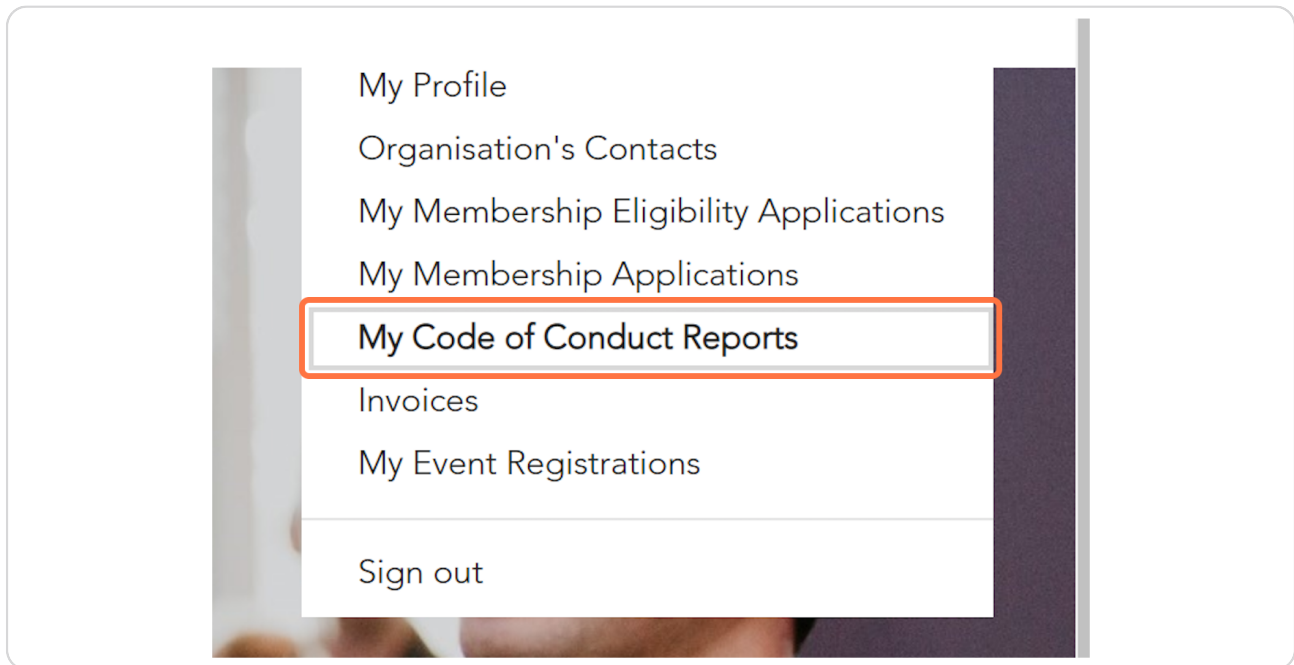 My Profile
Organisation's Contacts
My Membership Eligibility Applications
My Membership Applications
My Code of Conduct Reports
Invoices
My Event Registrations
Sign out